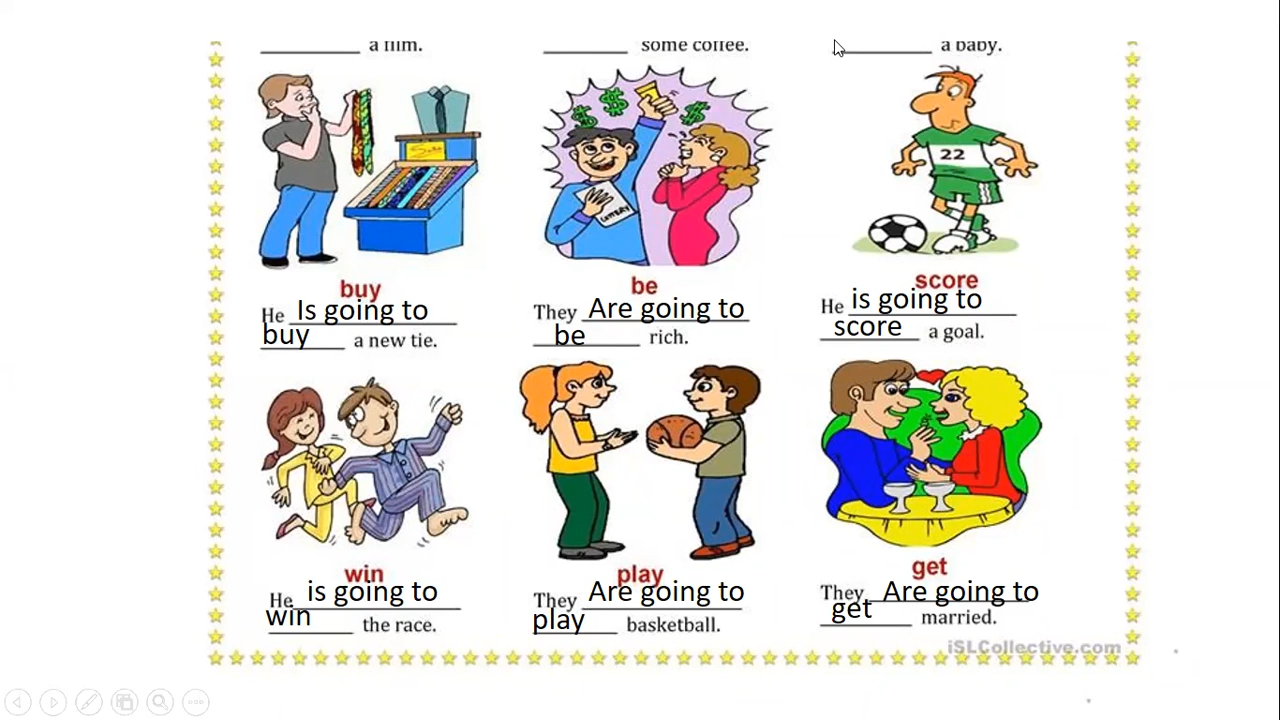 a film. some coffee. a baby.
22
LOTTERY
buy be score
He Is going to They Are going to He is going to
buy a new tie. be rich. score a goal.
win play get
He is going to They Are going to They Are going to
win the race. play basketball. get married.
iSLCollective.com